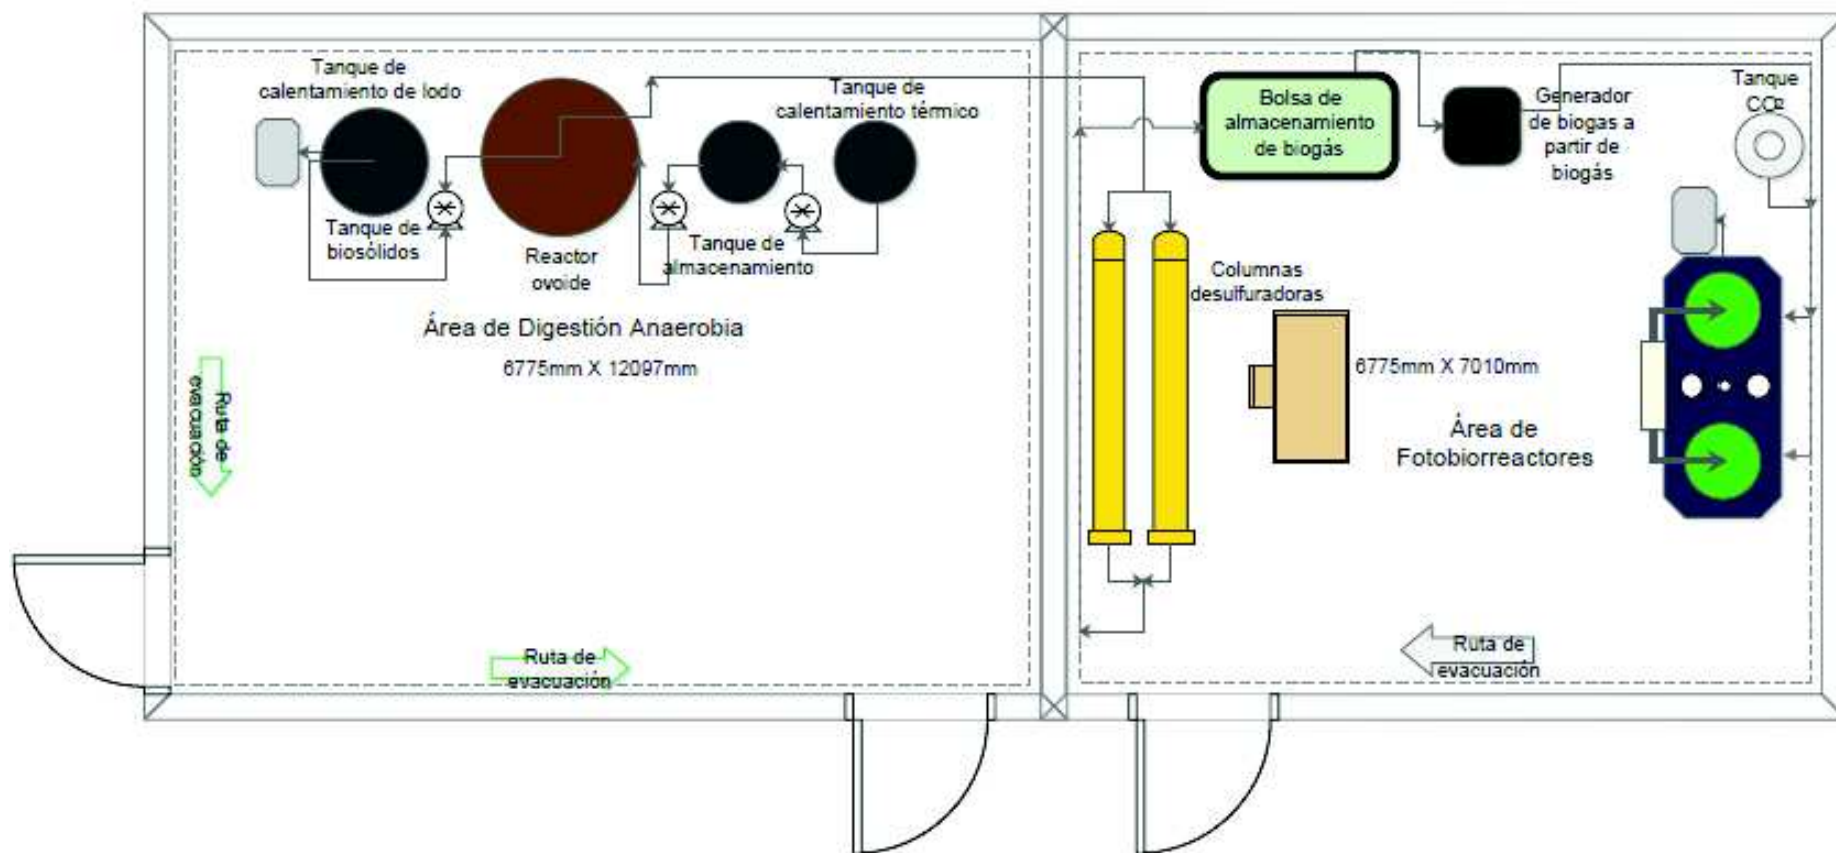 Tanque de
calentamiento de lodo
Tanque de
biosólidos
Reactor
ovoide
Tanque de
almacenamiento
Tanque de
calentamiento térmico
Área de Digestión Anaerobia
6775mm X 12097mm
Ruta de
evacuación
Ruta de
evacuación
Bolsa de
almacenamiento
de biogás
Generador
de biogas a
partir de
biogás
Tanque
CO2
Columnas
desulfuradoras
6775mm X 7010mm
Área de
Fotobiorreactores
Ruta de
evacuación